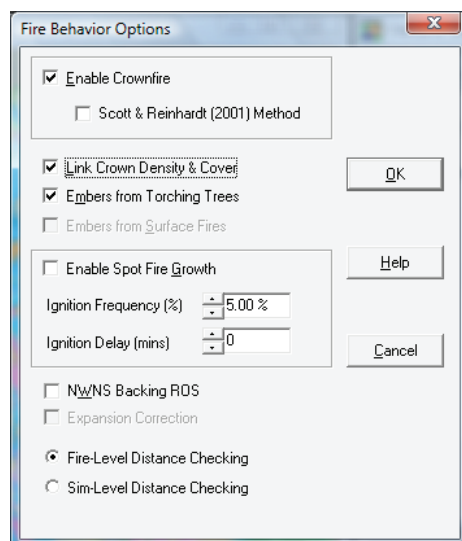 Fire Behavior Options
Enable Crownfire
Scott & Reinhardt (2001) Method
Link Crown Density & Cover
Embers from Torching Trees
Embers from Surface Fires
Enable Spot Fire Growth
Ignition Frequency (%) 5.00 %
Ignition Delay (mins) 0
NWNS Backing ROS
Expansion Correction
Fire-Level Distance Checking
Sim-Level Distance Checking
OK
Help
Cancel